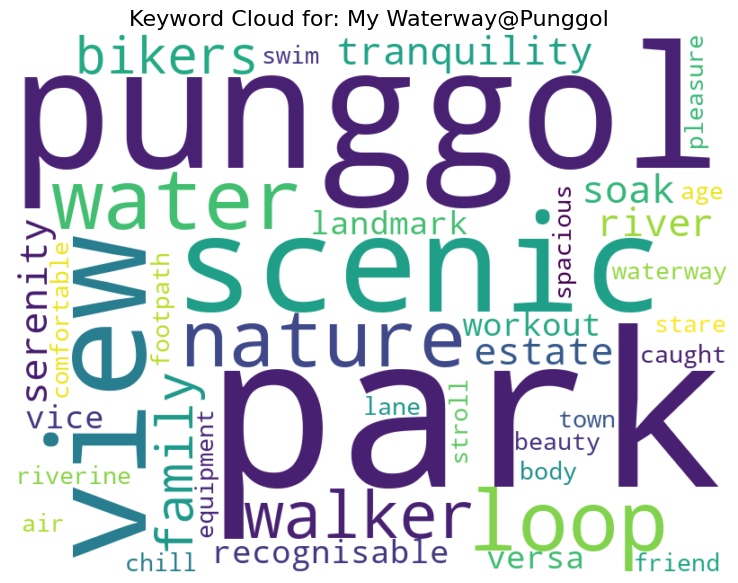 Keyword Cloud for: My Waterway@Punggol
bikers
swim
tranquility
pleasure
punggol
water
landmark
spacious
soak
age
river
serenity
comfortable
view
footpath
scenic
waterway
nature
workout
estate
stare
caught
vice
family
equipment
park
lane
stroll
town
beauty
body
riverine
air
chill
walker
recognisable
loop
versa
friend